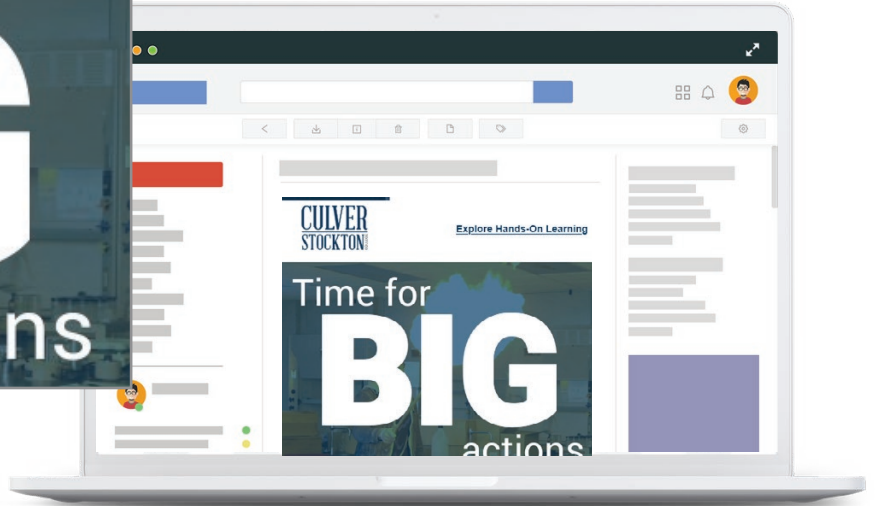 G
ns
CULVER
STOCKTON
Explore Hands-On Learning
Time for
BIG
actions